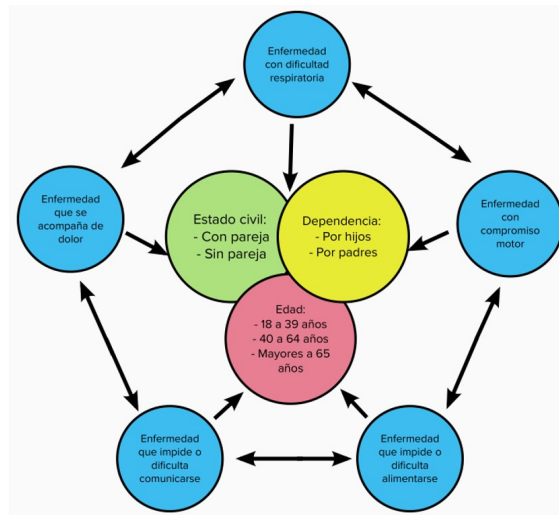 Enfermedad
con dificultad
respiratoria
Enfermedad
que se
acompaña de
dolor
Estado civil:
- Con pareja
- Sin pareja
Dependencia:
- Por hijos
- Por padres
Enfermedad
con
compromiso
motor
Edad:
- 18 a 39 años
- 40 a 64 años
- Mayores a 65
años
Enfermedad
que impide o
dificulta
comunicarse
Enfermedad
que impide o
dificulta
alimentarse